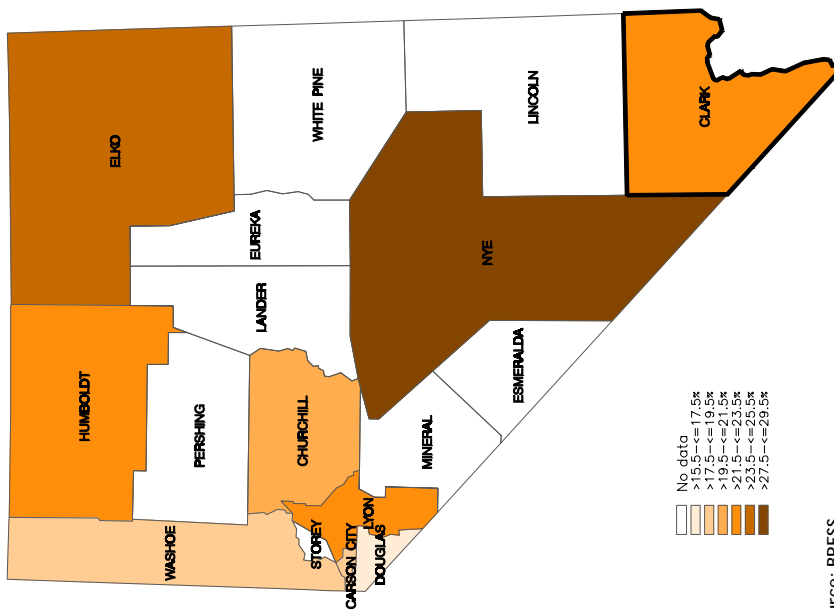 ELKO
WHITE PINE
LINCOLN
CLARK
EUREKA
NYE
LANDER
ESMERALDA
HUMBOLDT
PERSHING
CHURCHILL
MINERAL
WASHOE
STOREY
LYON
CARSON CITY
DOUGLAS
No data
>15.5-<=17.5%
>17.5-<=19.5%
>19.5-<=21.5%
>21.5-<=23.5%
>23.5-<=25.5%
>27.5-<=29.5%
BRFSS